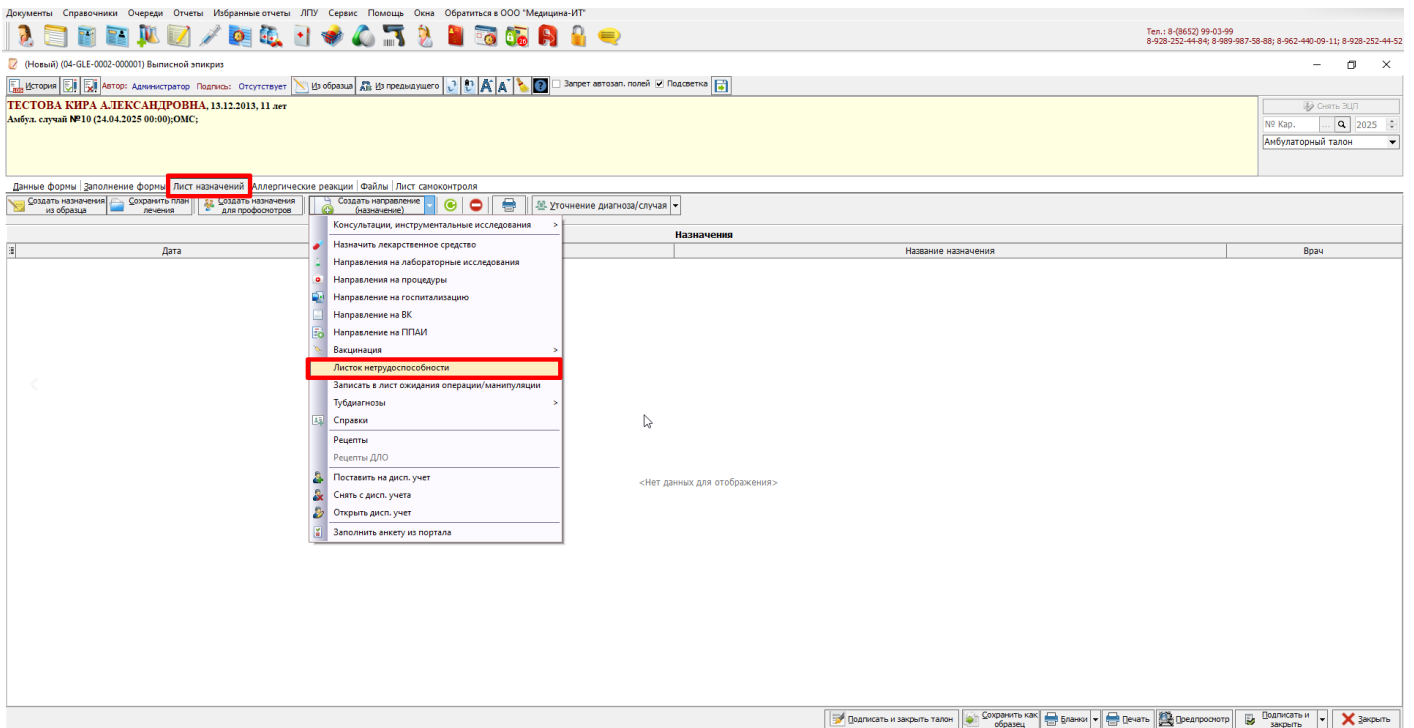 Документы Справочники Очереди Отчеты Избранные отчеты ЛПУ Сервис Помощь Окна Обратиться в ООО "Медицина-ИТ"
Тел.: 8-(8652) 99-03-99
8-928-252-44-84; 8-989-987-58-88; 8-962-440-09-11; 8-928-252-44-52
(Новый) (04-GLE-0002-000001) Выписной эпикриз
История Автор: Администратор Подпись: Отсутствует Из образца Из предыдущего Запрет автозап. полей Подсветка
ТЕСТОВА КИРА АЛЕКСАНДРОВНА, 13.12.2013, 11 лет
Амбул. случай №10 (24.04.2025 00:00);ОМС;
Снять ЭЦП
№ Кар. ... 2025
Амбулаторный талон
Данные формы Заполнение формы Лист назначений Аллергические реакции Файлы Лист самоконтроля
Создать назначения из образца Сохранить план лечения Создать назначения для профосмотров Создать направление (назначение) Уточнение диагноза/случая
Назначения
Дата Название назначения Врач
Консультации, инструментальные исследования
Назначить лекарственное средство
Направления на лабораторные исследования
Направления на процедуры
Направление на госпитализацию
Направление на ВК
Направление на ППАИ
Вакцинация
Листок нетрудоспособности
Записать в лист ожидания операции/манипуляции
Тубдиагнозы
Справки
Рецепты
Рецепты ДЛО
Поставить на дисп. учет
Снять с дисп. учета
Открыть дисп. учет
Заполнить анкету из портала
<Нет данных для отображения>
Подписать и закрыть талон Сохранить как образец Бланки Печать Предпросмотр Подписать и закрыть Закрыть